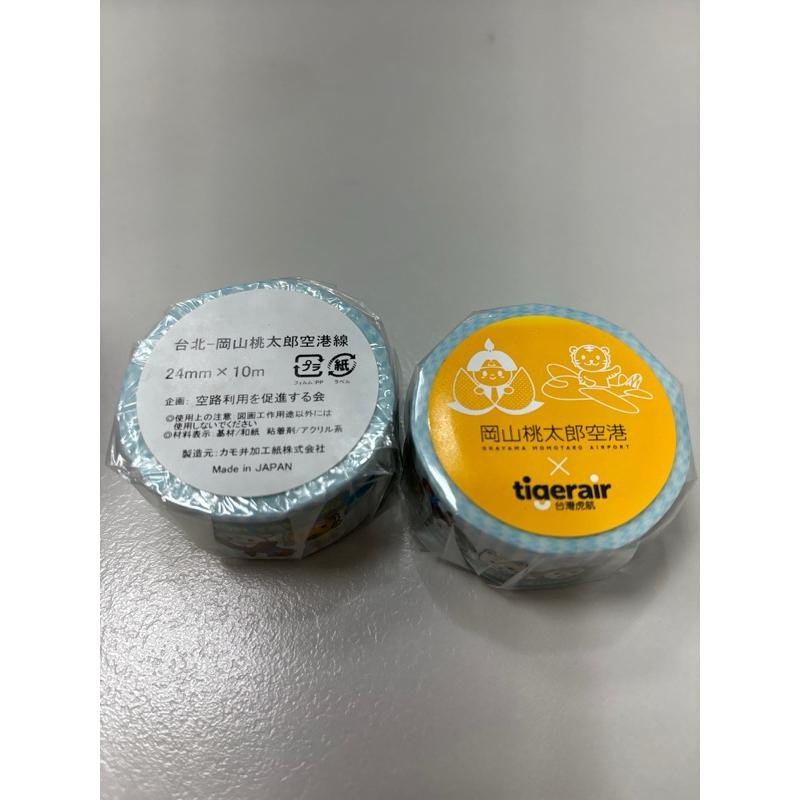 台北-岡山桃太郎空港線
24mm×10m
プラ
紙
フィルム:PP
ラベル
企画: 空路利用を促進する会
◎使用上の注意: 図画工作用途以外には
使用しないでください
◎材料表示: 基材/和紙 粘着剤/アクリル系
製造元:カモ井加工紙株式会社
Made in JAPAN
岡山桃太郎空港
OKAYAMA MOMOTARO AIRPORT
×
tigerair
台灣虎航